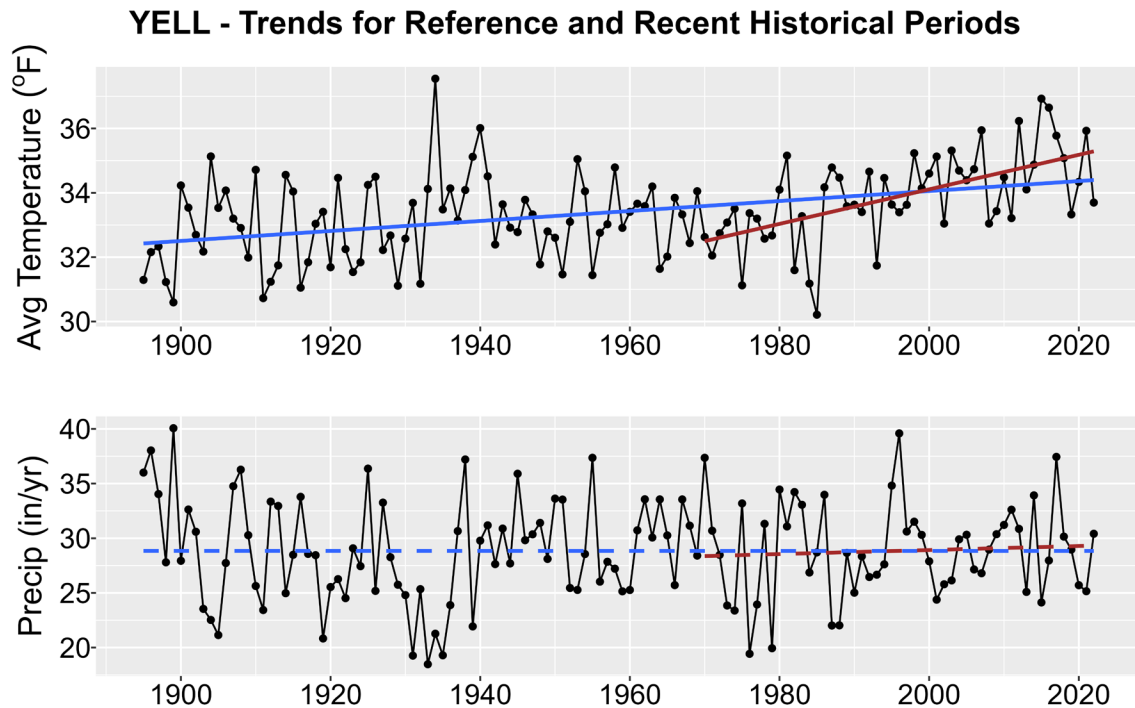 YELL - Trends for Reference and Recent Historical Periods
Avg Temperature (°F)
36
34
32
30
1900 1920 1940 1960 1980 2000 2020
Precip (in/yr)
40
35
30
25
20
1900 1920 1940 1960 1980 2000 2020